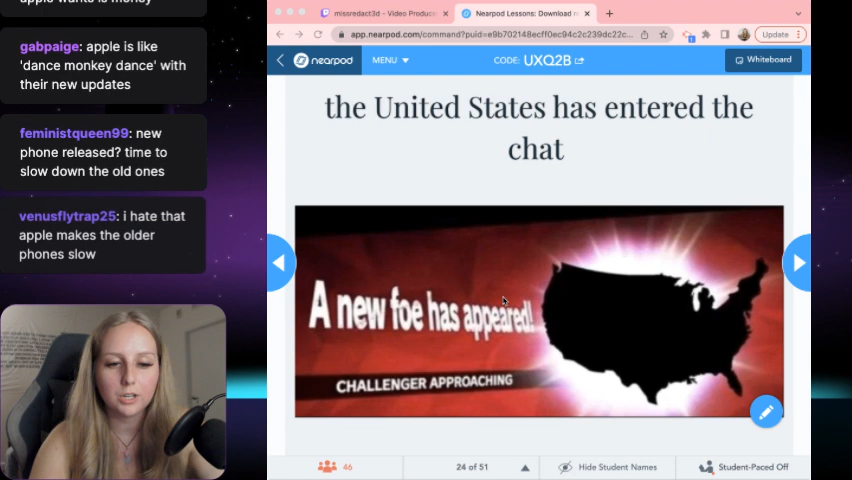 apple wants is money
gabpaige: apple is like
'dance monkey dance' with
their new updates
feministqueen99: new
phone released? time to
slow down the old ones
venusflytrap25: i hate that
apple makes the older
phones slow
missredact3d - Video Produce
Nearpod Lessons: Download r
app.nearpod.com/command?puid=e9b702148ecff0ec94c2c239dc22c...
Update
nearpod
MENU
CODE: UXQ2B
Whiteboard
the United States has entered the
chat
A new foe has appeared!
CHALLENGER APPROACHING
46
24 of 51
Hide Student Names
Student-Paced Off